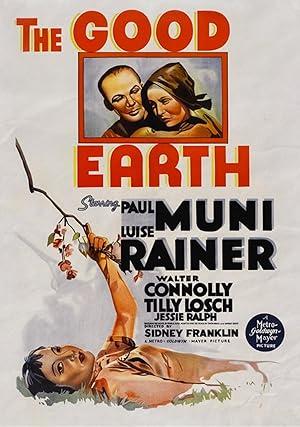 THE GOOD
EARTH
Starring PAUL MUNI
LUISE RAINER
WALTER
CONNOLLY
TILLY LOSCH
JESSIE RALPH
DIRECTED BY
SIDNEY FRANKLIN
A METRO-GOLDWYN-MAYER PICTURE
A
Metro-
Goldwyn-
Mayer
PICTURE